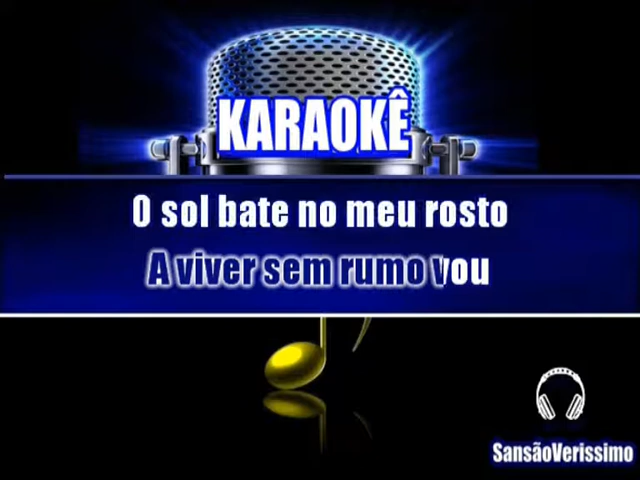 KARAOKÊ
O sol bate no meu rosto
A viver sem rumo vou
SansãoVerissimo